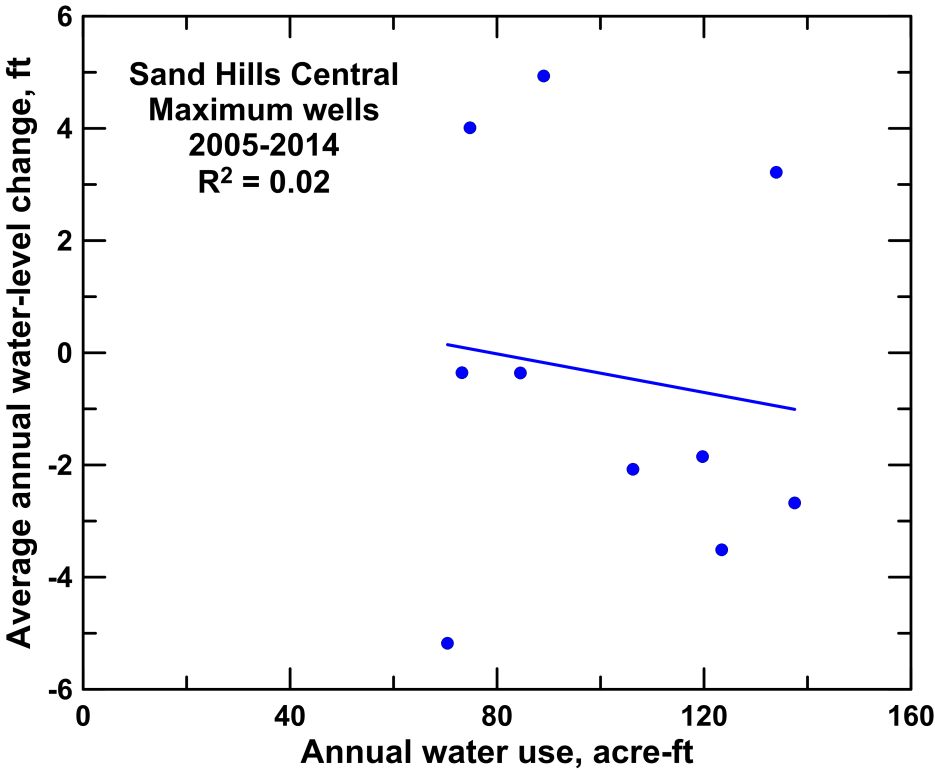 Sand Hills Central
Maximum wells
2005-2014
R² = 0.02
Average annual water-level change, ft
6
4
2
0
-2
-4
-6
0 40 80 120 160
Annual water use, acre-ft